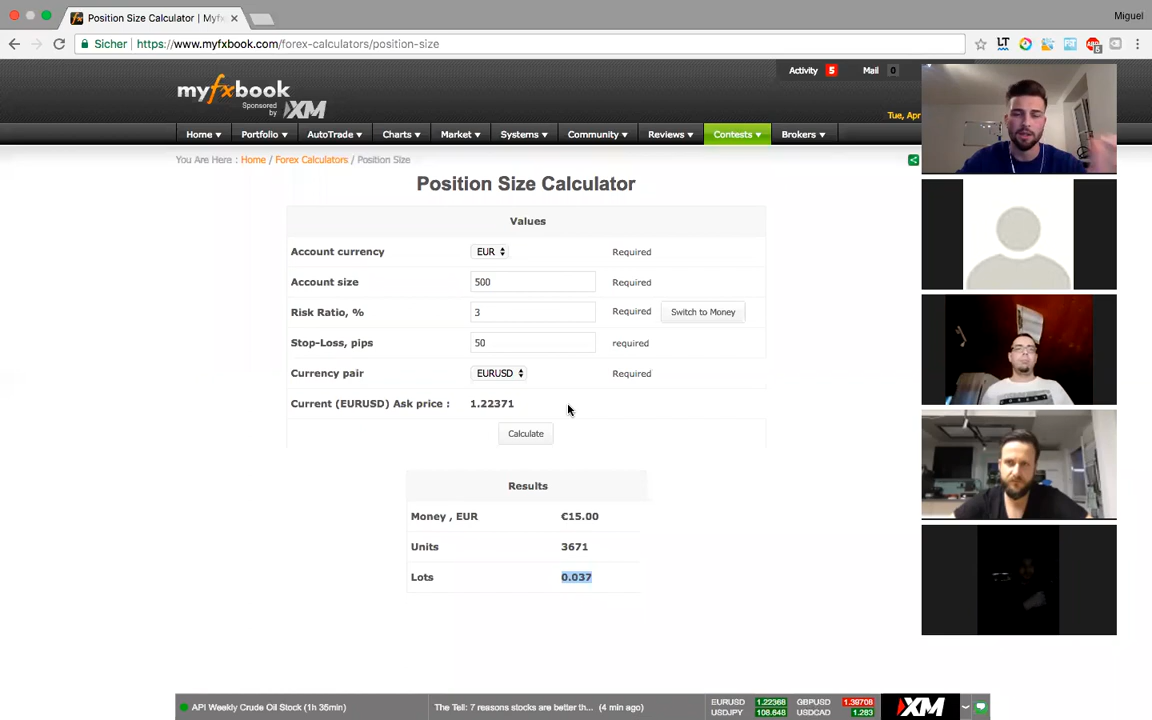 Position Size Calculator | Myfx
Miguel
Sicher https://www.myfxbook.com/forex-calculators/position-size
LT
ABP
5
Activity 5 Mail 0
myfxbook
Sponsored by XM
Tue, Apr
Home Portfolio AutoTrade Charts Market Systems Community Reviews Contests Brokers
You Are Here : Home / Forex Calculators / Position Size
Position Size Calculator
Values
Account currency EUR Required
Account size 500 Required
Risk Ratio, % 3 Required Switch to Money
Stop-Loss, pips 50 required
Currency pair EURUSD Required
Current (EURUSD) Ask price : 1.22371
Calculate
Results
Money , EUR €15.00
Units 3671
Lots 0.037
API Weekly Crude Oil Stock (1h 35min) The Tell: 7 reasons stocks are better th... (4 min ago)
EURUSD 1.22366 GBPUSD 1.39708
USDJPY 108.648 USDCAD 1.283
XM